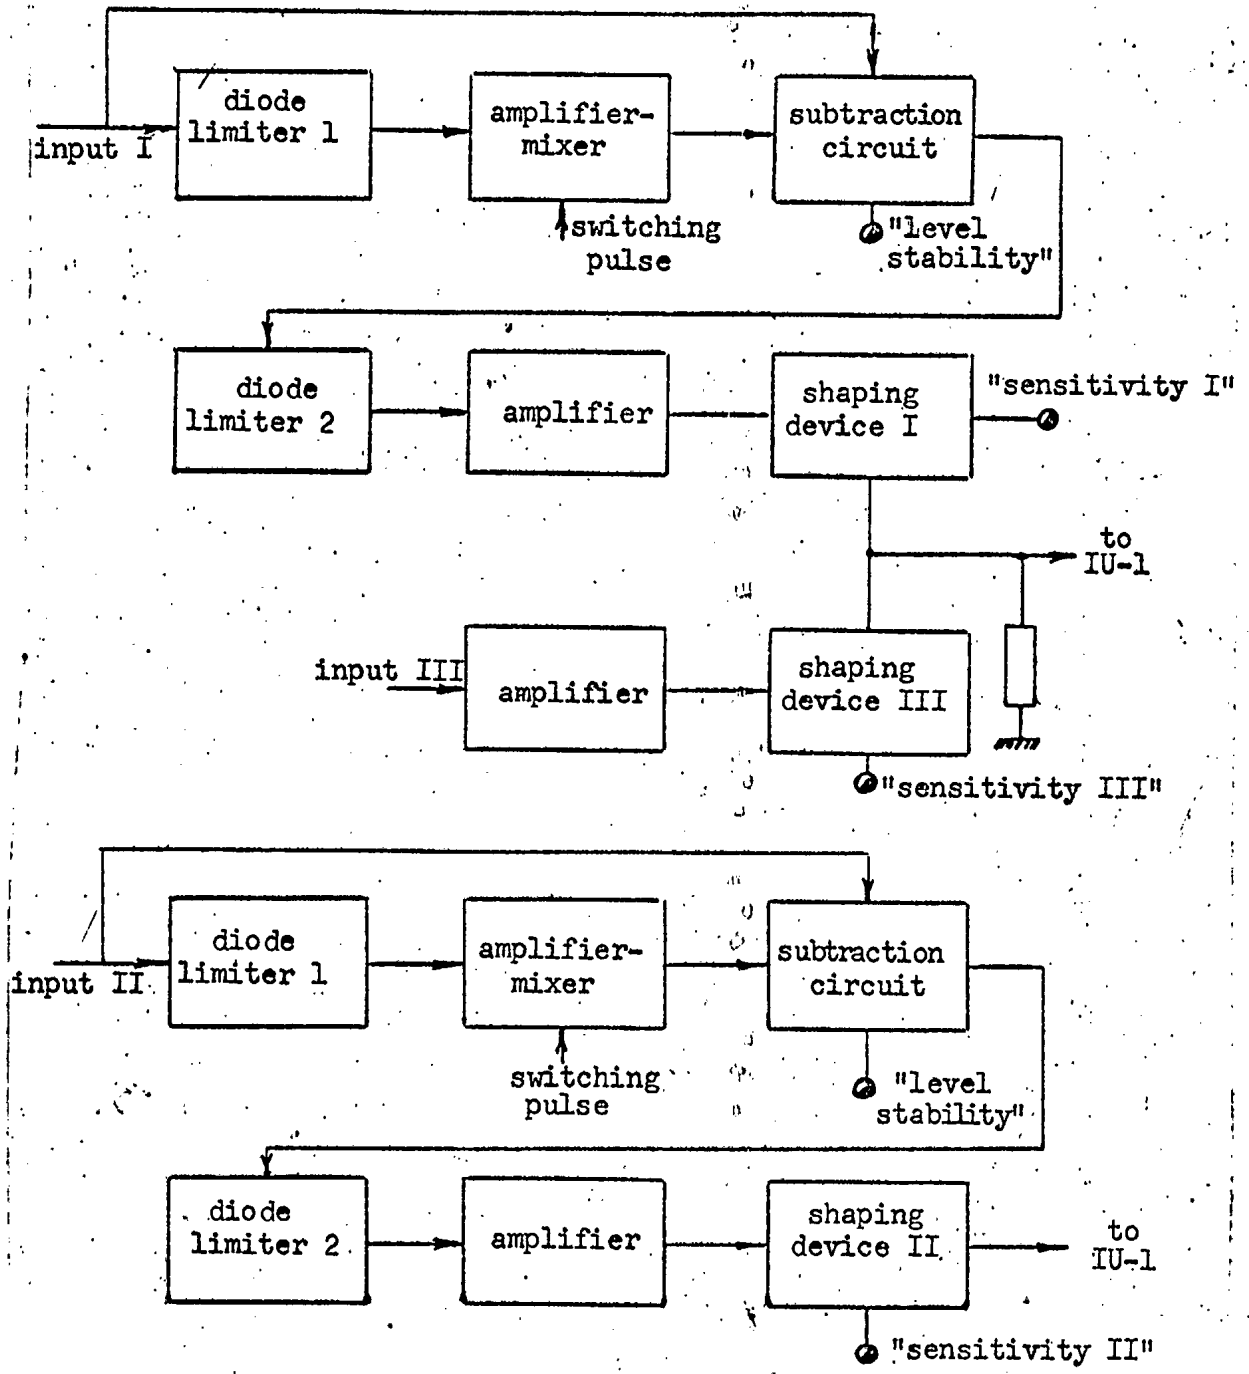 diode
limiter 1
amplifier-
mixer
subtraction
circuit
input I
switching
pulse
"level
stability"
diode
limiter 2
amplifier
shaping
device I
"sensitivity I"
to
IU-1
input III
amplifier
shaping
device III
"sensitivity III"
diode
limiter 1
amplifier-
mixer
subtraction
circuit
input II
switching
pulse
"level
stability"
diode
limiter 2
amplifier
shaping
device II
to
IU-1
"sensitivity II"